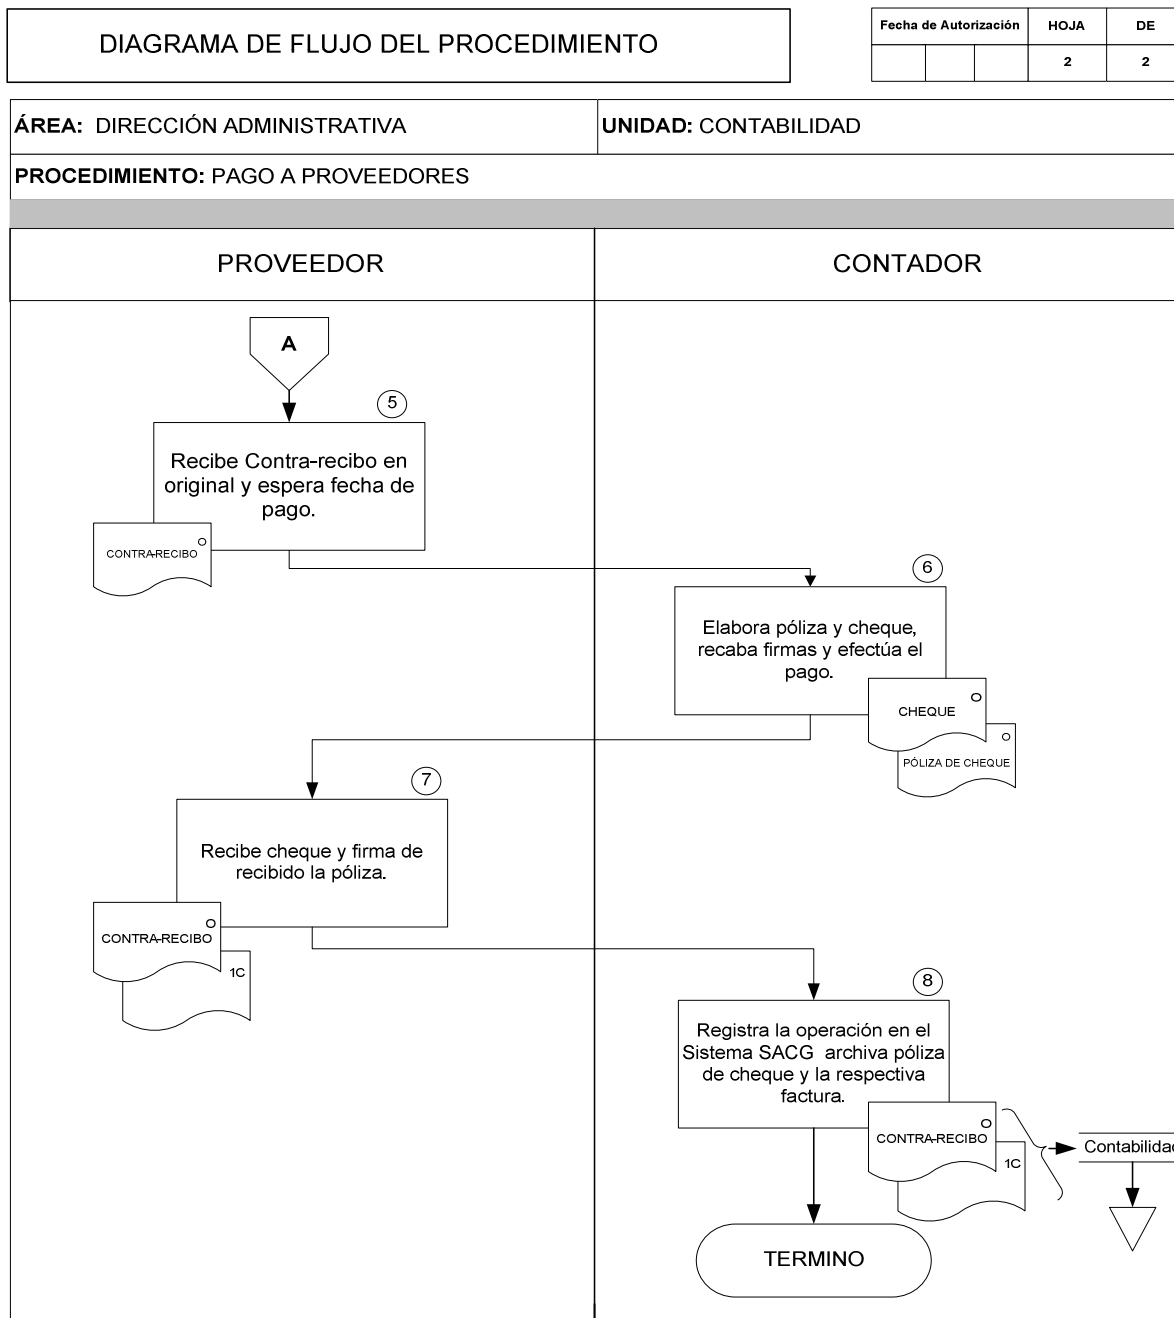 DIAGRAMA DE FLUJO DEL PROCEDIMIENTO
Fecha de Autorización HOJA DE
2 2
ÁREA: DIRECCIÓN ADMINISTRATIVA
UNIDAD: CONTABILIDAD
PROCEDIMIENTO: PAGO A PROVEEDORES
PROVEEDOR
CONTADOR
A
5
Recibe Contra-recibo en
original y espera fecha de
pago.
O
CONTRA-RECIBO
6
Elabora póliza y cheque,
recaba firmas y efectúa el
pago.
O
CHEQUE
O
PÓLIZA DE CHEQUE
7
Recibe cheque y firma de
recibido la póliza.
O
CONTRA-RECIBO
1C
8
Registra la operación en el
Sistema SACG archiva póliza
de cheque y la respectiva
factura.
O
CONTRA-RECIBO
1C
Contabilidad
TERMINO